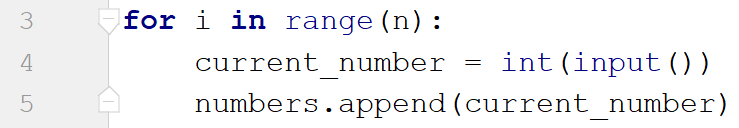 3 for i in range(n):
4     current_number = int(input())
5     numbers.append(current_number)